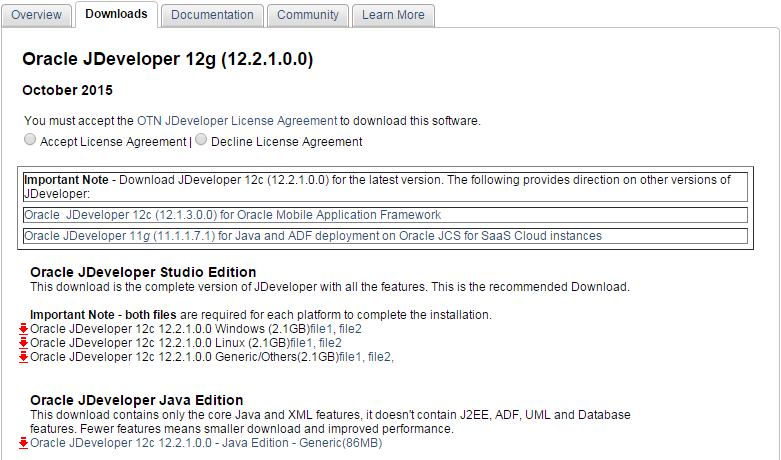 Overview Downloads Documentation Community Learn More
Oracle JDeveloper 12g (12.2.1.0.0)
October 2015
You must accept the OTN JDeveloper License Agreement to download this software.
Accept License Agreement | Decline License Agreement
Important Note - Download JDeveloper 12c (12.2.1.0.0) for the latest version. The following provides direction on other versions of
JDeveloper:
Oracle JDeveloper 12c (12.1.3.0.0) for Oracle Mobile Application Framework
Oracle JDeveloper 11g (11.1.1.7.1) for Java and ADF deployment on Oracle JCS for SaaS Cloud instances
Oracle JDeveloper Studio Edition
This download is the complete version of JDeveloper with all the features. This is the recommended Download.
Important Note - both files are required for each platform to complete the installation.
Oracle JDeveloper 12c 12.2.1.0.0 Windows (2.1GB)file1, file2
Oracle JDeveloper 12c 12.2.1.0.0 Linux (2.1GB)file1, file2
Oracle JDeveloper 12c 12.2.1.0.0 Generic/Others(2.1GB)file1, file2,
Oracle JDeveloper Java Edition
This download contains only the core Java and XML features, it doesn't contain J2EE, ADF, UML and Database
features. Fewer features means smaller download and improved performance.
Oracle JDeveloper 12c 12.2.1.0.0 - Java Edition - Generic(86MB)